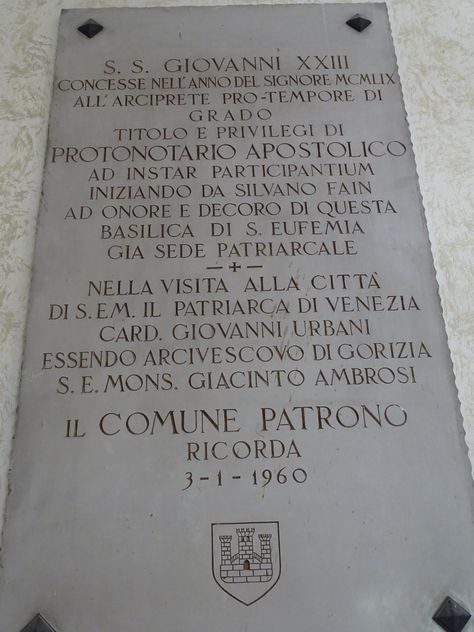 S. S. GIOVANNI XXIII
CONCESSE NELL'ANNO DEL SIGNORE MCMLIX
ALL'ARCIPRETE PRO-TEMPORE DI
GRADO
TITOLO E PRIVILEGI DI
PROTONOTARIO APOSTOLICO
AD INSTAR PARTICIPANTIUM
INIZIANDO DA SILVANO FAIN
AD ONORE E DECORO DI QUESTA
BASILICA DI S. EUFEMIA
GIA SEDE PATRIARCALE
NELLA VISITA ALLA CITTÀ
DI S. EM. IL PATRIARCA DI VENEZIA
CARD. GIOVANNI URBANI
ESSENDO ARCIVESCOVO DI GORIZIA
S. E. MONS. GIACINTO AMBROSI
IL COMUNE PATRONO
RICORDA
3-1-1960